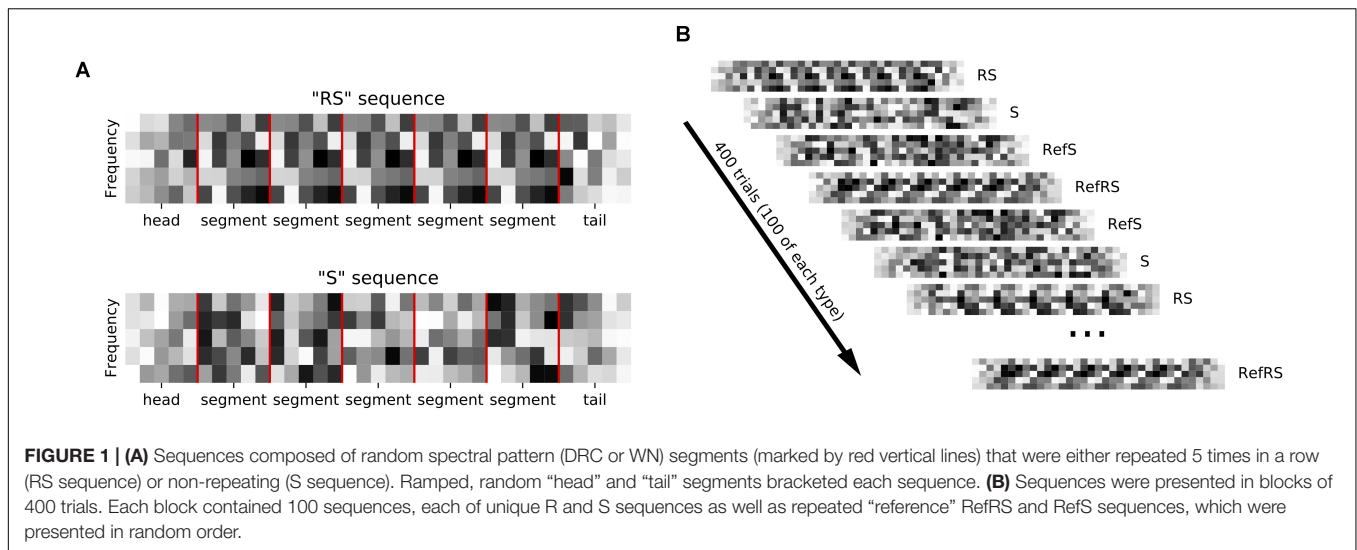 A
"RS" sequence
Frequency
head segment segment segment segment segment tail
"S" sequence
Frequency
head segment segment segment segment segment tail
B
RS
S
RefS
RefRS
RefS
S
RS
...
RefRS
400 trials (100 of each type)
FIGURE 1 | (A) Sequences composed of random spectral pattern (DRC or WN) segments (marked by red vertical lines) that were either repeated 5 times in a row
(RS sequence) or non-repeating (S sequence). Ramped, random “head” and “tail” segments bracketed each sequence. (B) Sequences were presented in blocks of
400 trials. Each block contained 100 sequences, each of unique R and S sequences as well as repeated “reference” RefRS and RefS sequences, which were
presented in random order.